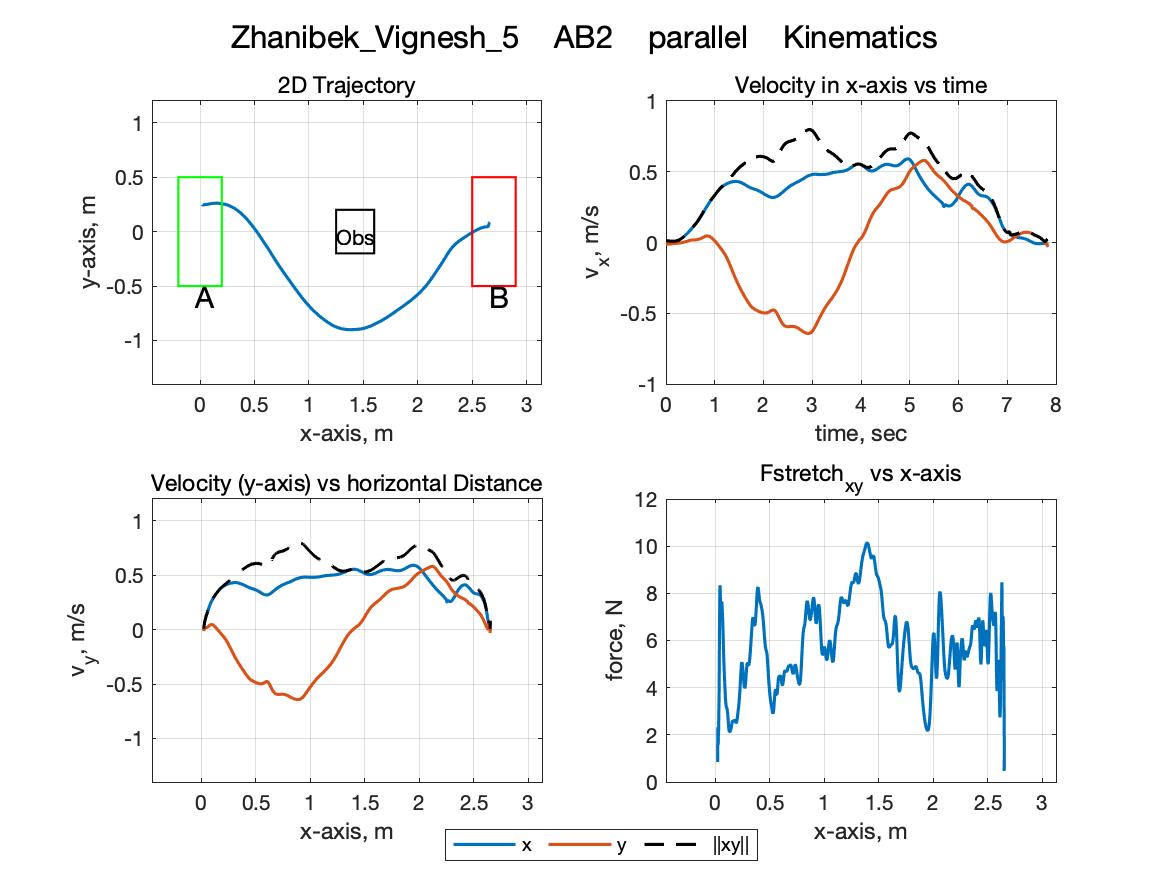 Zhanibek_Vignesh_5 AB2 parallel Kinematics
2D Trajectory
1
0.5
0
-0.5
-1
y-axis, m
A
Obs
B
0 0.5 1 1.5 2 2.5 3
x-axis, m
Velocity in x-axis vs time
1
0.5
0
-0.5
-1
vx, m/s
0 1 2 3 4 5 6 7 8
time, sec
Velocity (y-axis) vs horizontal Distance
1
0.5
0
-0.5
-1
vy, m/s
0 0.5 1 1.5 2 2.5 3
x-axis, m
Fstretchxy vs x-axis
12
10
8
6
4
2
0
force, N
0 0.5 1 1.5 2 2.5 3
x-axis, m
x y ||xy||